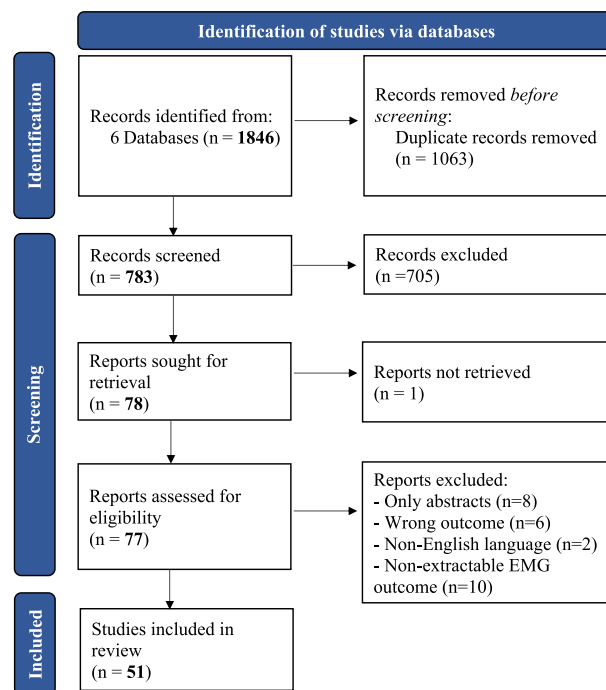 Identification of studies via databases
Identification
Records identified from:
6 Databases (n = 1846)
Records removed before
screening:
Duplicate records removed
(n = 1063)
Screening
Records screened
(n = 783)
Records excluded
(n =705)
Reports sought for
retrieval
(n = 78)
Reports not retrieved
(n = 1)
Reports assessed for
eligibility
(n = 77)
Reports excluded:
- Only abstracts (n=8)
- Wrong outcome (n=6)
- Non-English language (n=2)
- Non-extractable EMG
outcome (n=10)
Included
Studies included in
review
(n = 51)